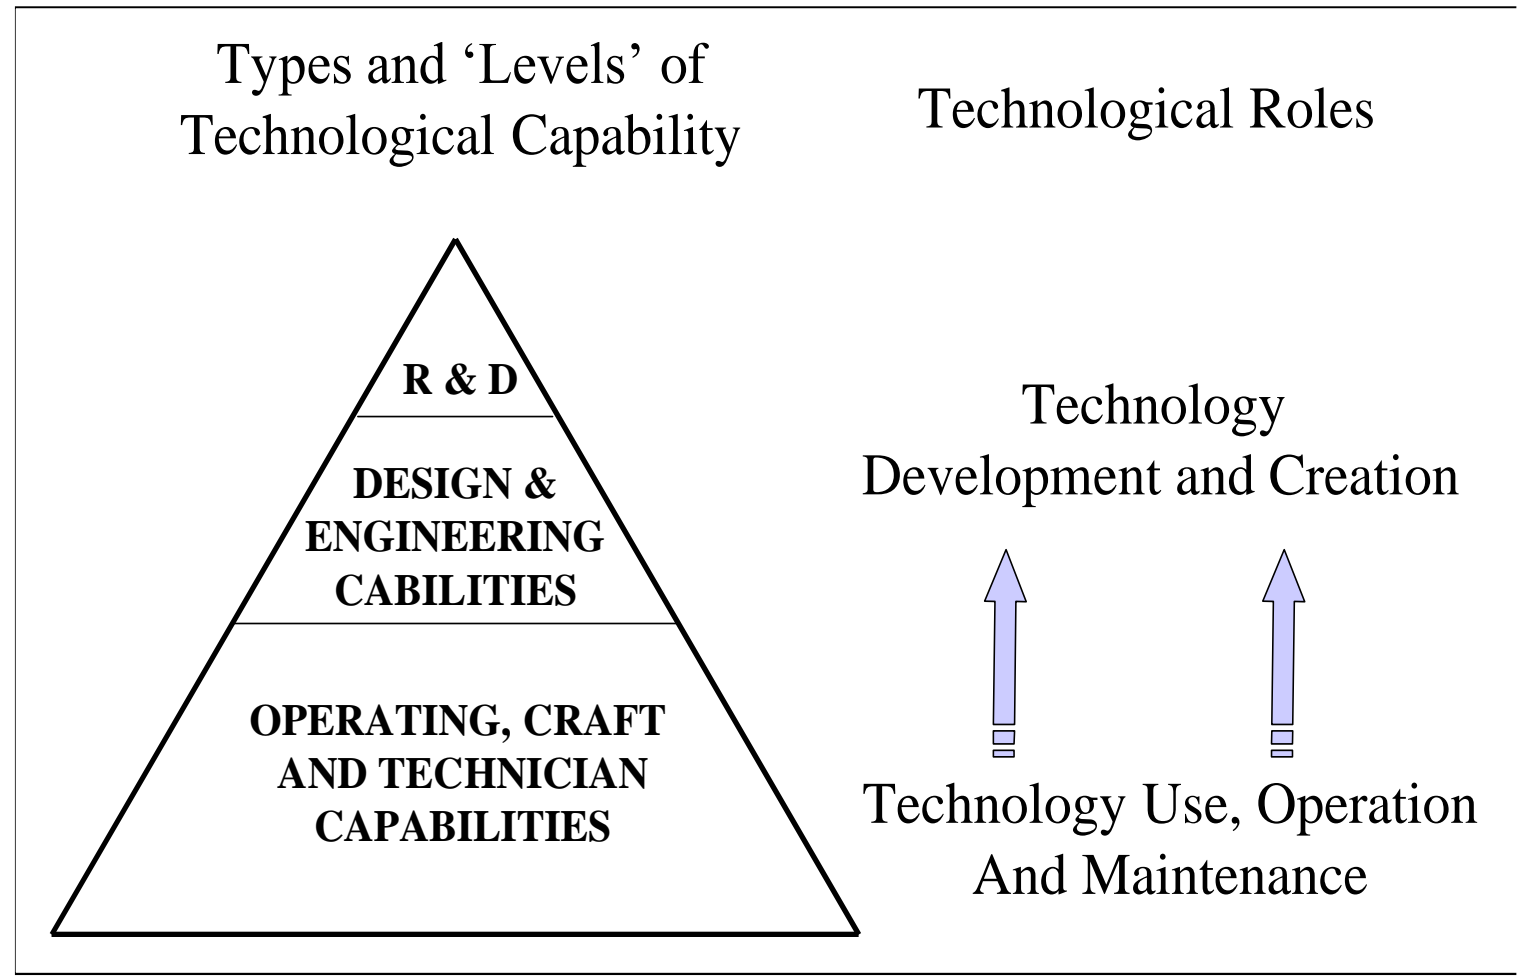 Types and ‘Levels’ of
Technological Capability
Technological Roles
R & D
DESIGN &
ENGINEERING
CABILITIES
OPERATING, CRAFT
AND TECHNICIAN
CAPABILITIES
Technology
Development and Creation
Technology Use, Operation
And Maintenance